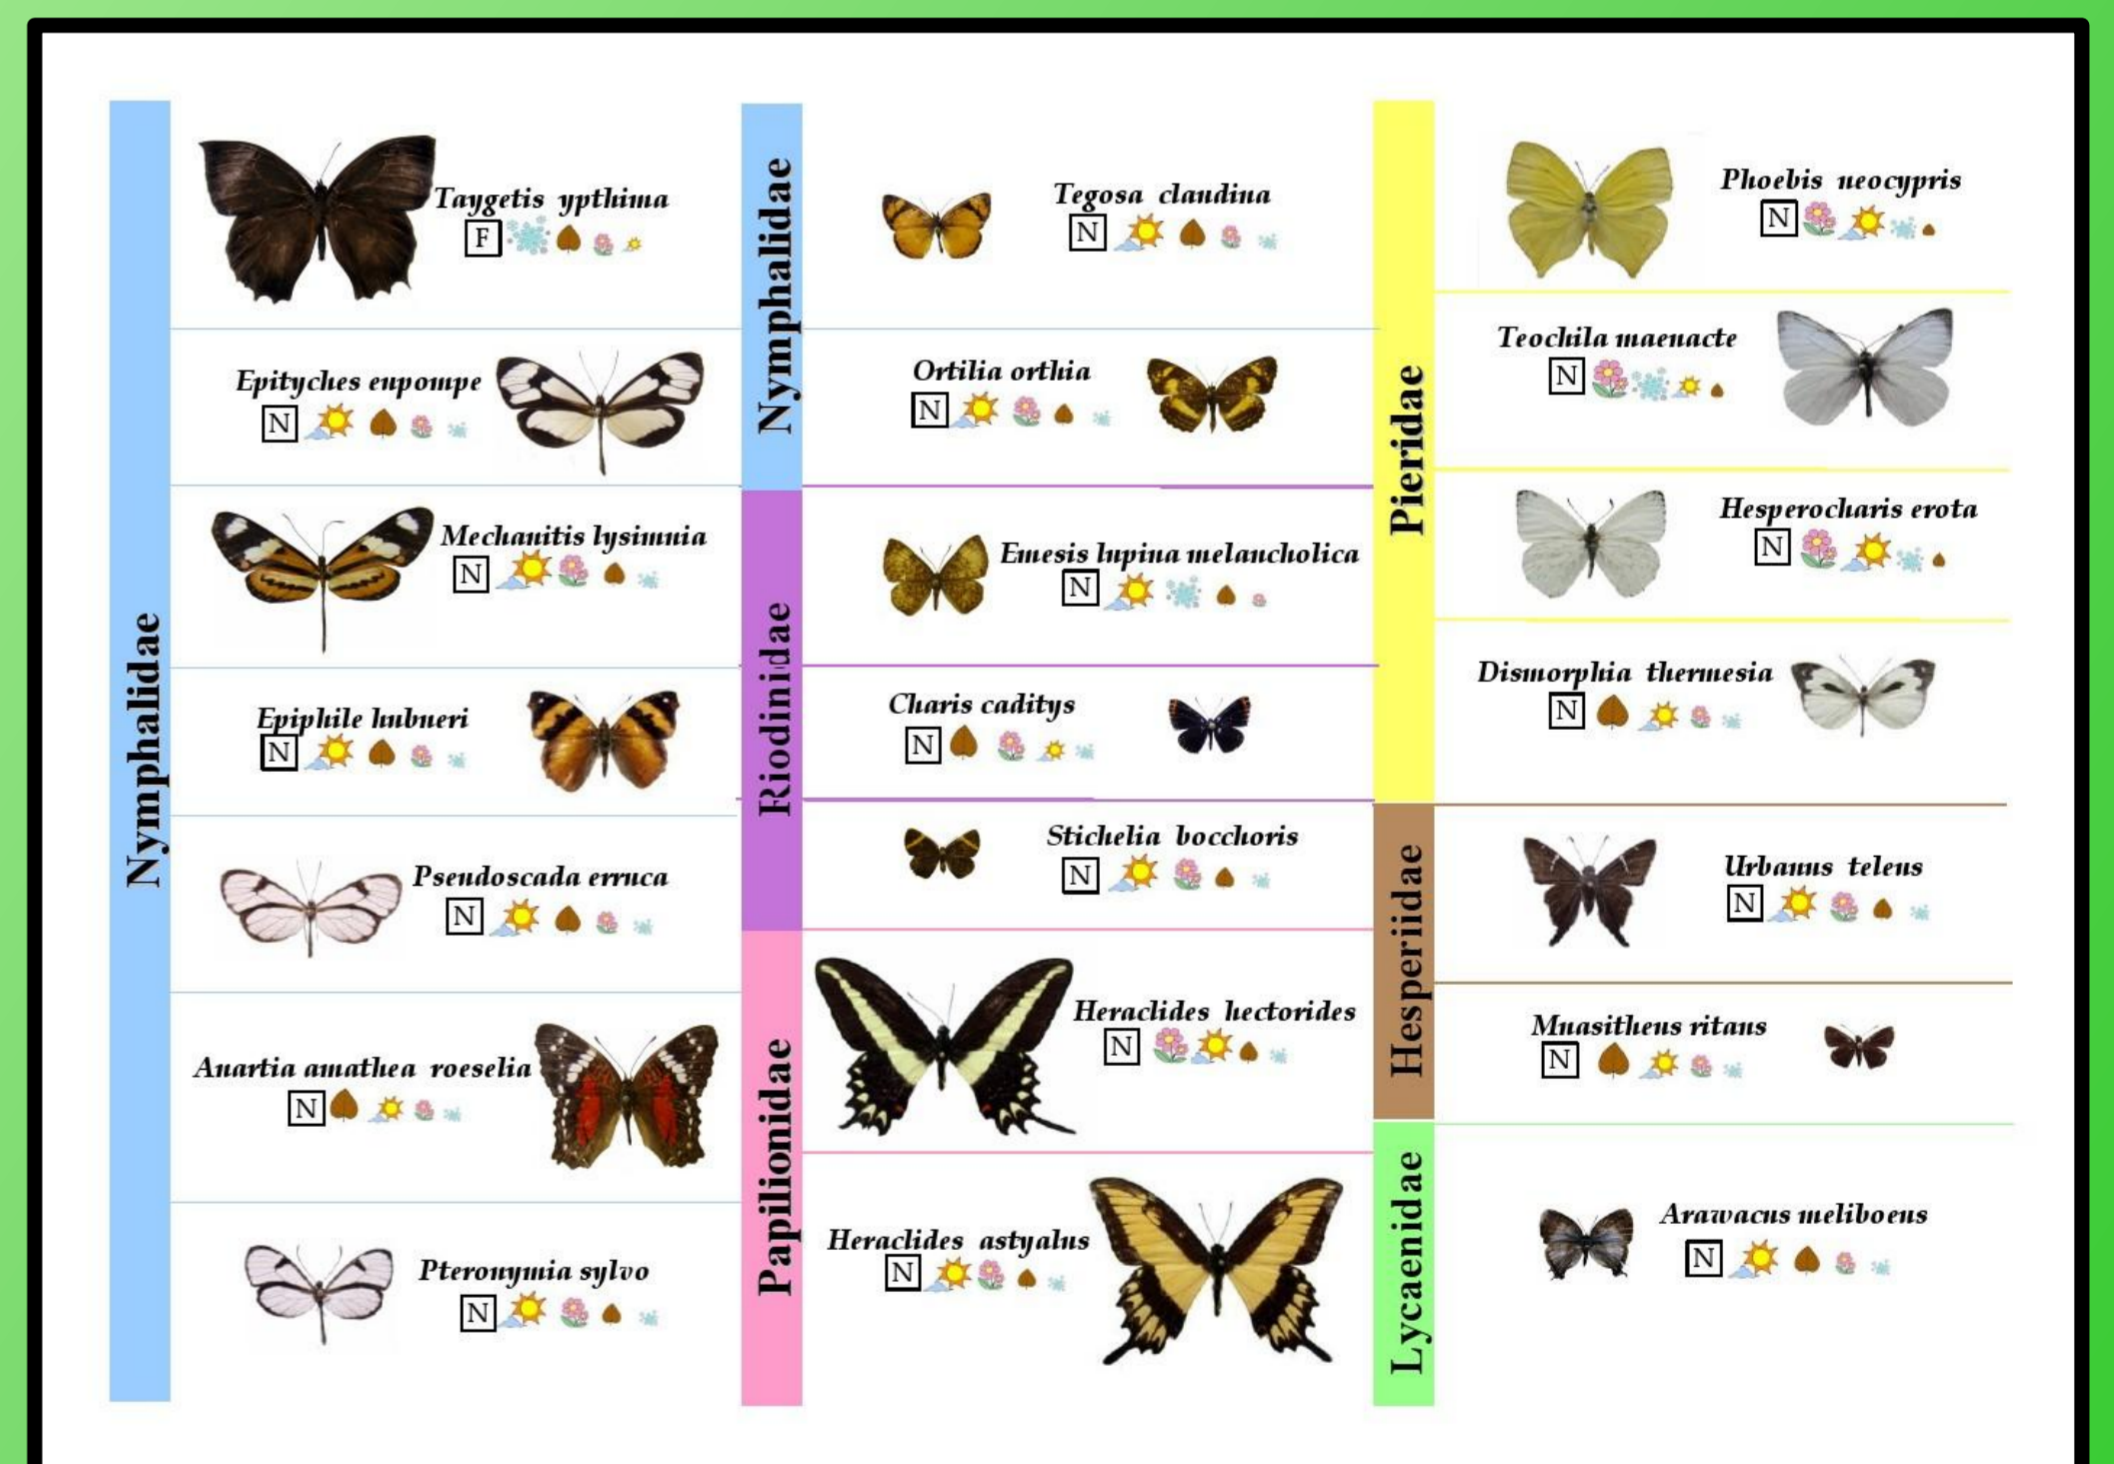 Nymphalidae
Taygetis ypthima
F
Epityches eupompe
N
Mechanitis lysimnia
N
Epiphile hubneri
N
Pseudoscada erruca
N
Anartia amathea roeselia
N
Pteronymia sylvo
N
Nymphalidae
Tegosa claudina
N
Ortilia orthia
N
Riodinidae
Emesis lupina melancholica
N
Charis caditys
N
Stichelia bocchoris
N
Papilionidae
Heraclides hectorides
N
Heraclides astyalus
N
Pieridae
Phoebis neocypris
N
Teochila maenacte
N
Hesperocharis erota
N
Dismorphia thermesia
N
Hesperiidae
Urbanus teleus
N
Mnasitheus ritans
N
Lycaenidae
Arawacus meliboeus
N